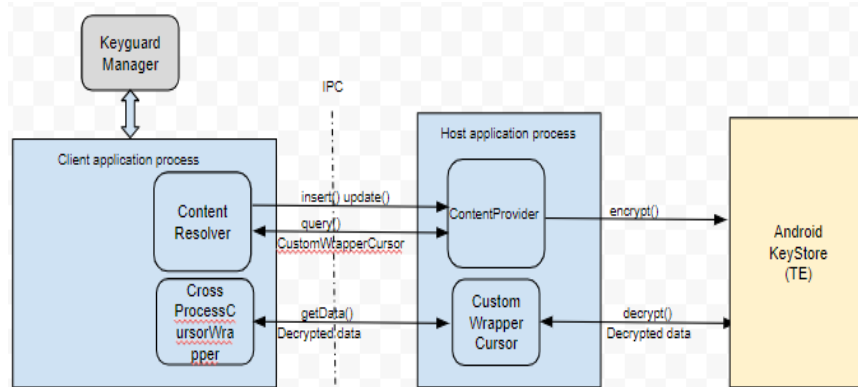 Keyguard
Manager
IPC
Client application process
Host application process
Content
Resolver
insert() update()
query()
CustomWrapperCursor
ContentProvider
encrypt()
Android
KeyStore
(TE)
Cross
ProcessC
ursorWra
pper
getData()
Decrypted data
Custom
Wrapper
Cursor
decrypt()
Decrypted data